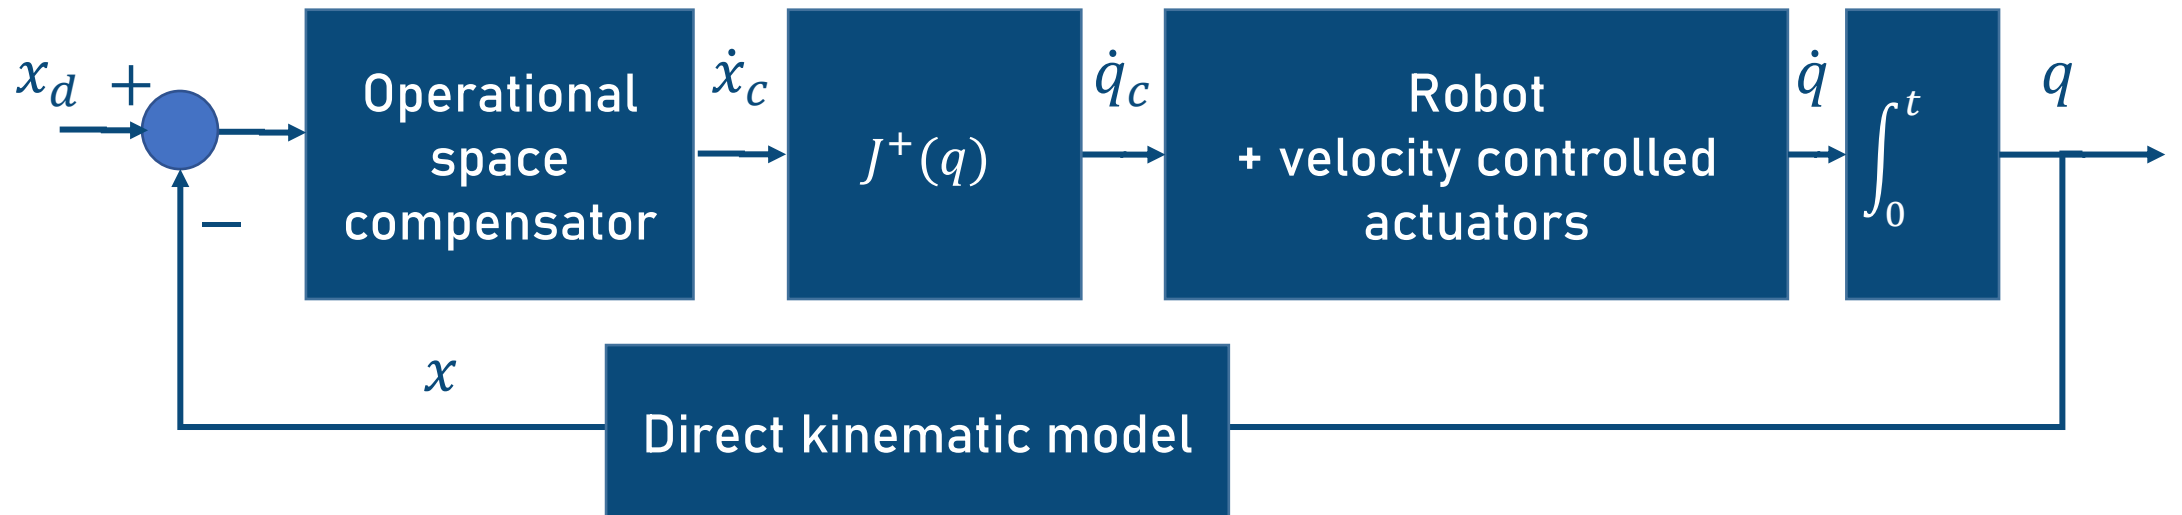 x_d +
Operational
space
compensator
ẋ_c
J⁺(q)
q̇_c
Robot
+ velocity controlled
actuators
q̇
∫₀ᵗ
q
−
x
Direct kinematic model